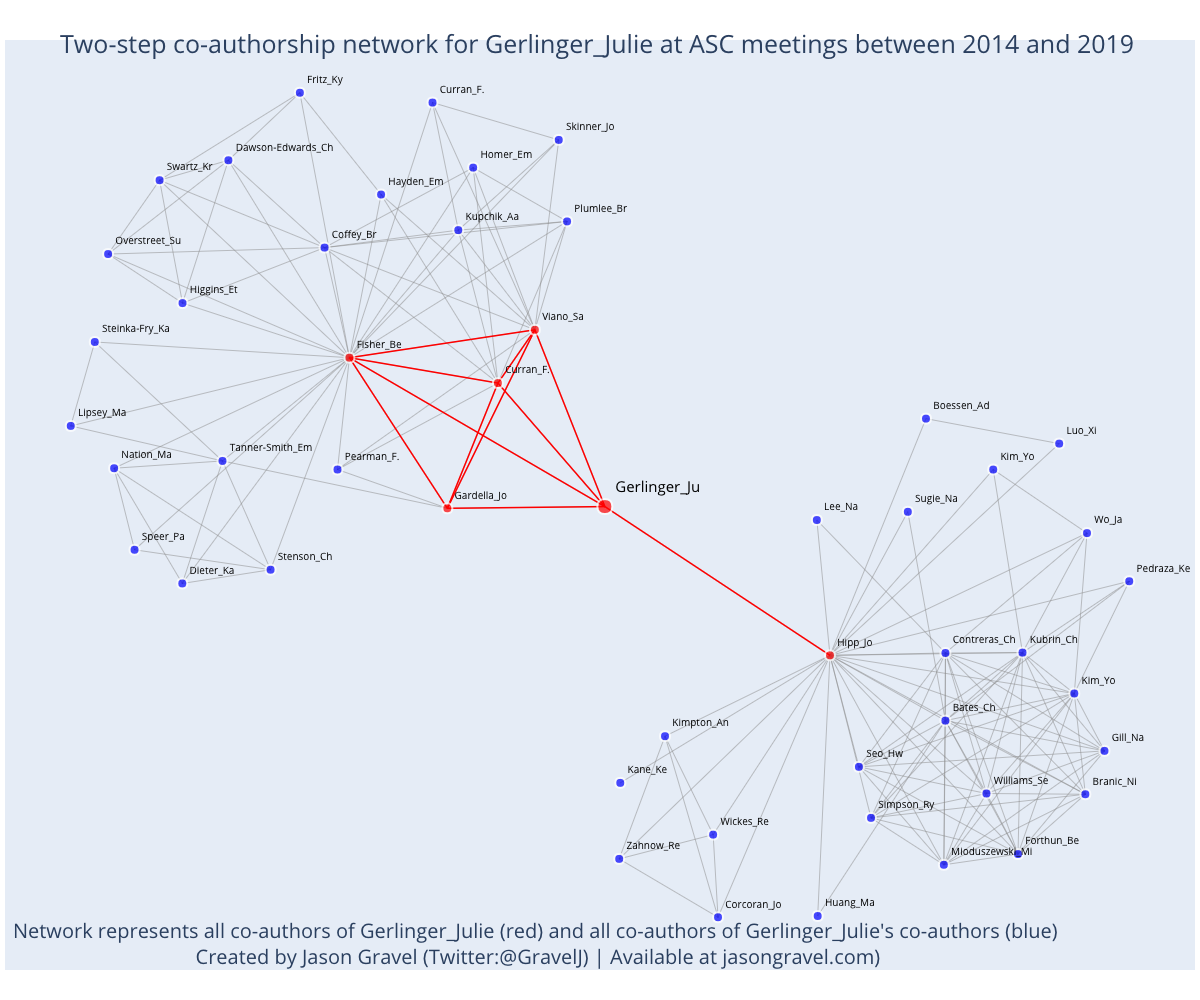 Two-step co-authorship network for Gerlinger_Julie at ASC meetings between 2014 and 2019
Fritz_Ky
Curran_F.
Skinner_Jo
Dawson-Edwards_Ch
Homer_Em
Swartz_Kr
Hayden_Em
Plumlee_Br
Kupchik_Aa
Coffey_Br
Overstreet_Su
Higgins_Et
Viano_Sa
Steinka-Fry_Ka
Fisher_Be
Curran_F.
Boessen_Ad
Lipsey_Ma
Luo_Xi
Tanner-Smith_Em
Nation_Ma
Pearman_F.
Kim_Yo
Gerlinger_Ju
Gardella_Jo
Sugie_Na
Lee_Na
Wo_Ja
Speer_Pa
Stenson_Ch
Dieter_Ka
Pedraza_Ke
Hipp_Jo
Contreras_Ch
Kubrin_Ch
Kim_Yo
Bates_Ch
Kimpton_An
Gill_Na
Seo_Hw
Kane_Ke
Williams_Se
Branic_Ni
Simpson_Ry
Wickes_Re
Forthun_Be
Zahnow_Re
Mioduszewski_Mi
Corcoran_Jo
Huang_Ma
Network represents all co-authors of Gerlinger_Julie (red) and all co-authors of Gerlinger_Julie's co-authors (blue)
Created by Jason Gravel (Twitter:@GravelJ) | Available at jasongravel.com)